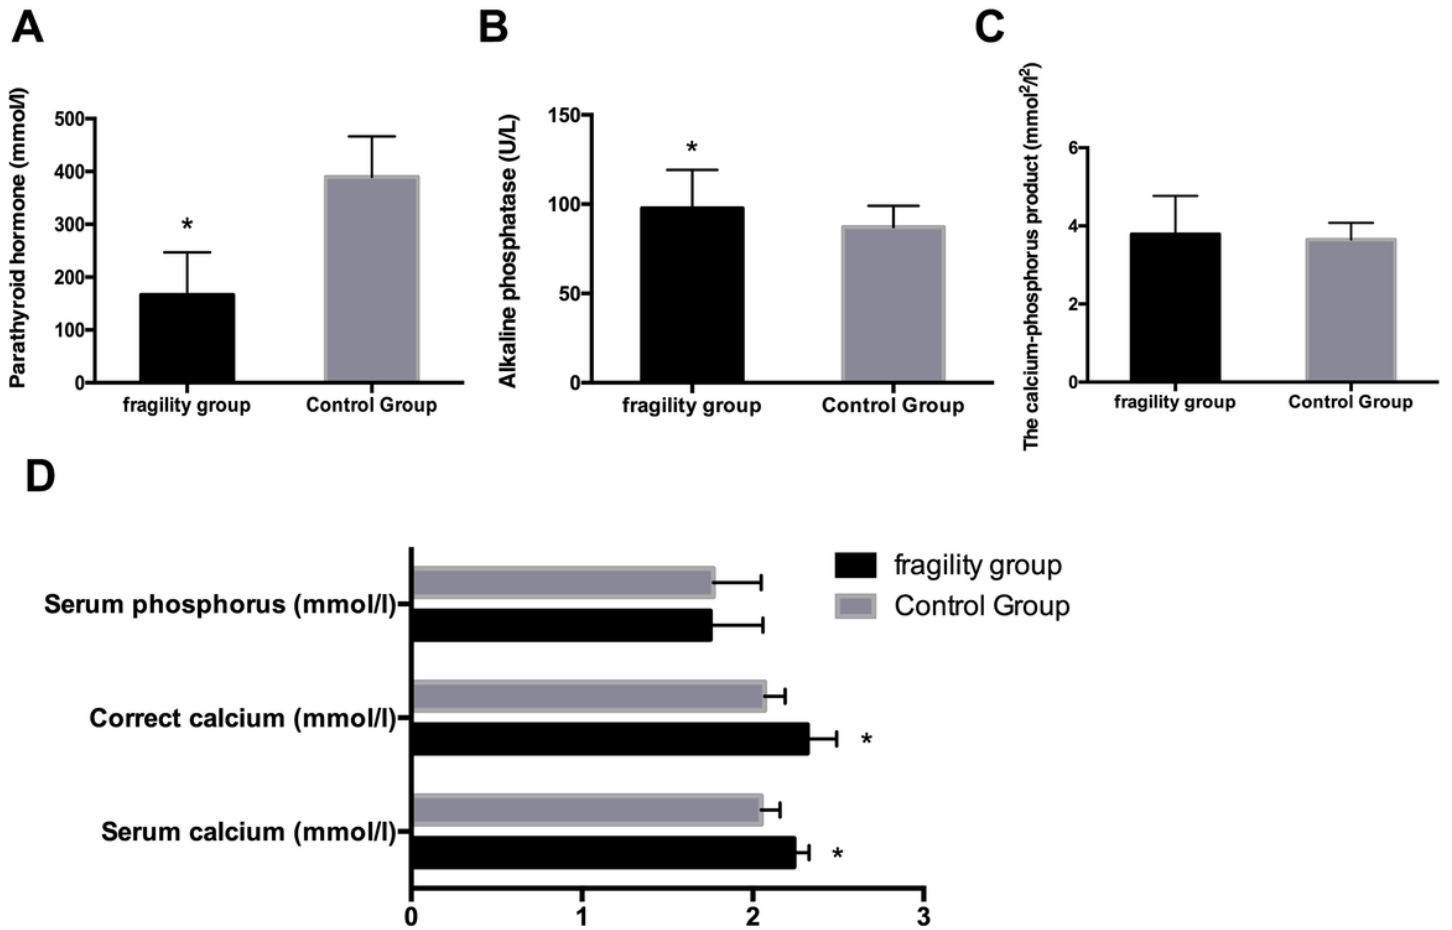 A
B
C
Parathyroid hormone (mmol/l)
500
400
300
200
100
0
*
fragility group
Control Group
Alkaline phosphatase (U/L)
150
100
50
0
*
fragility group
Control Group
The calcium-phosphorus product (mmol²/l²)
6
4
2
0
fragility group
Control Group
D
Serum phosphorus (mmol/l)
Correct calcium (mmol/l)
*
Serum calcium (mmol/l)
*
0 1 2 3
fragility group
Control Group